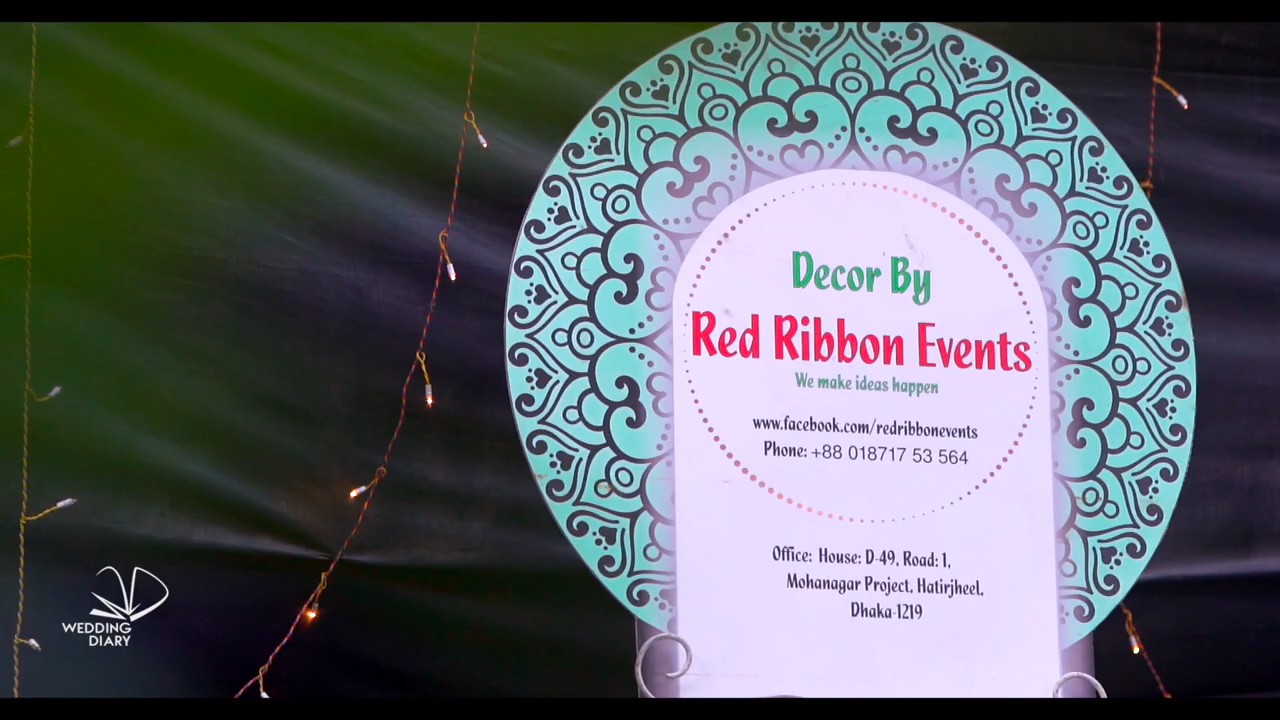 Decor By
Red Ribbon Events
We make ideas happen
www.facebook.com/redribbonevents
Phone: +88 018717 53 564
Office: House: D-49, Road: 1,
Mohanagar Project, Hatirjheel,
Dhaka-1219
WEDDING
DIARY